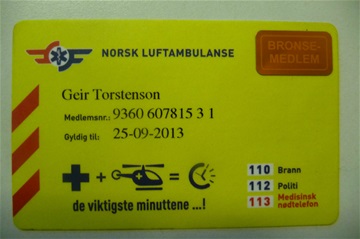 NORSK LUFTAMBULANSE
BRONSE-
MEDLEM
Geir Torstenson
Medlemsnr.: 9360 607815 3 1
Gyldig til: 25-09-2013
+ =
110 Brann
112 Politi
113 Medisinsk
nødtelefon
de viktigste minuttene ...!